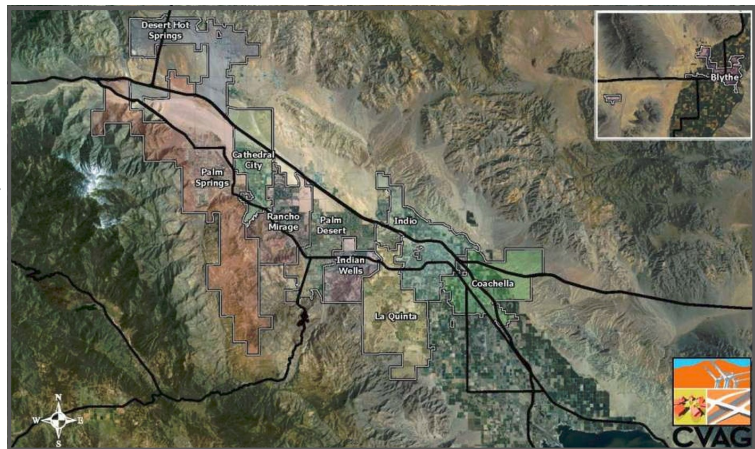 Desert Hot
Springs
Blythe
Cathedral
City
Palm
Springs
Rancho
Mirage
Palm
Desert
Indio
Indian
Wells
Coachella
La Quinta
N
W
E
S
CVAG